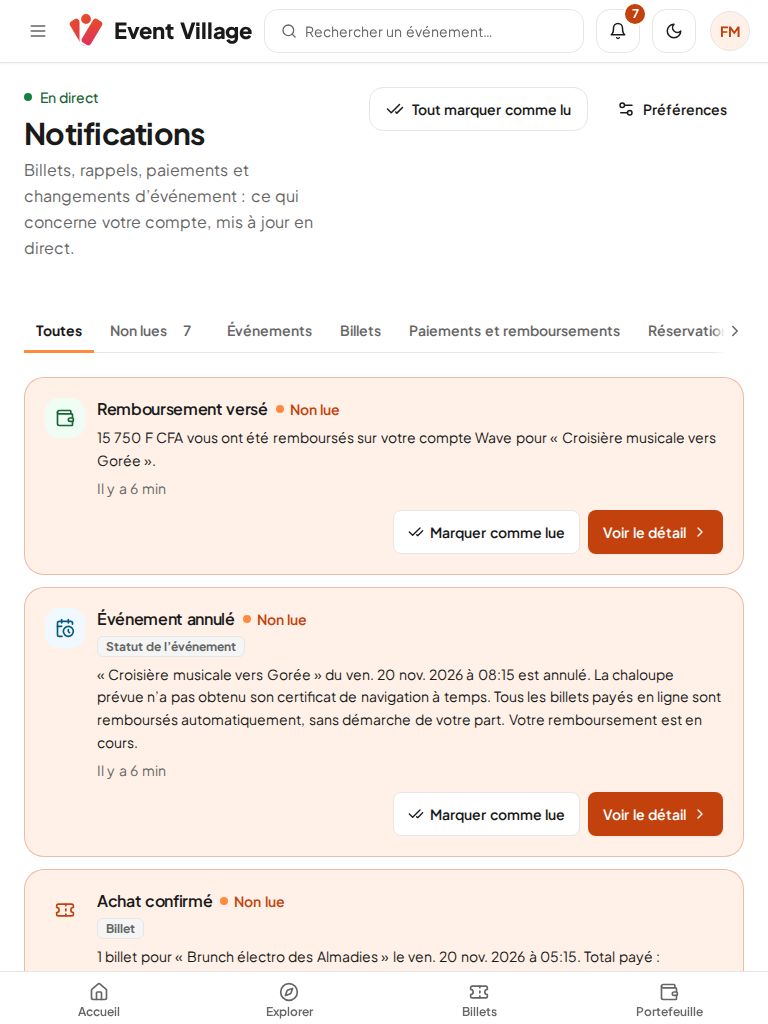 Event Village
Rechercher un événement…
7
FM
En direct
Tout marquer comme lu
Préférences
Notifications
Billets, rappels, paiements et
changements d’événement : ce qui
concerne votre compte, mis à jour en
direct.
Toutes
Non lues 7
Événements
Billets
Paiements et remboursements
Réservatio
Remboursement versé
Non lue
15 750 F CFA vous ont été remboursés sur votre compte Wave pour « Croisière musicale vers
Gorée ».
Il y a 6 min
Marquer comme lue
Voir le détail
Événement annulé
Non lue
Statut de l’événement
« Croisière musicale vers Gorée » du ven. 20 nov. 2026 à 08:15 est annulé. La chaloupe
prévue n’a pas obtenu son certificat de navigation à temps. Tous les billets payés en ligne sont
remboursés automatiquement, sans démarche de votre part. Votre remboursement est en
cours.
Il y a 6 min
Marquer comme lue
Voir le détail
Achat confirmé
Non lue
Billet
1 billet pour « Brunch électro des Almadies » le ven. 20 nov. 2026 à 05:15. Total payé :
Accueil
Explorer
Billets
Portefeuille